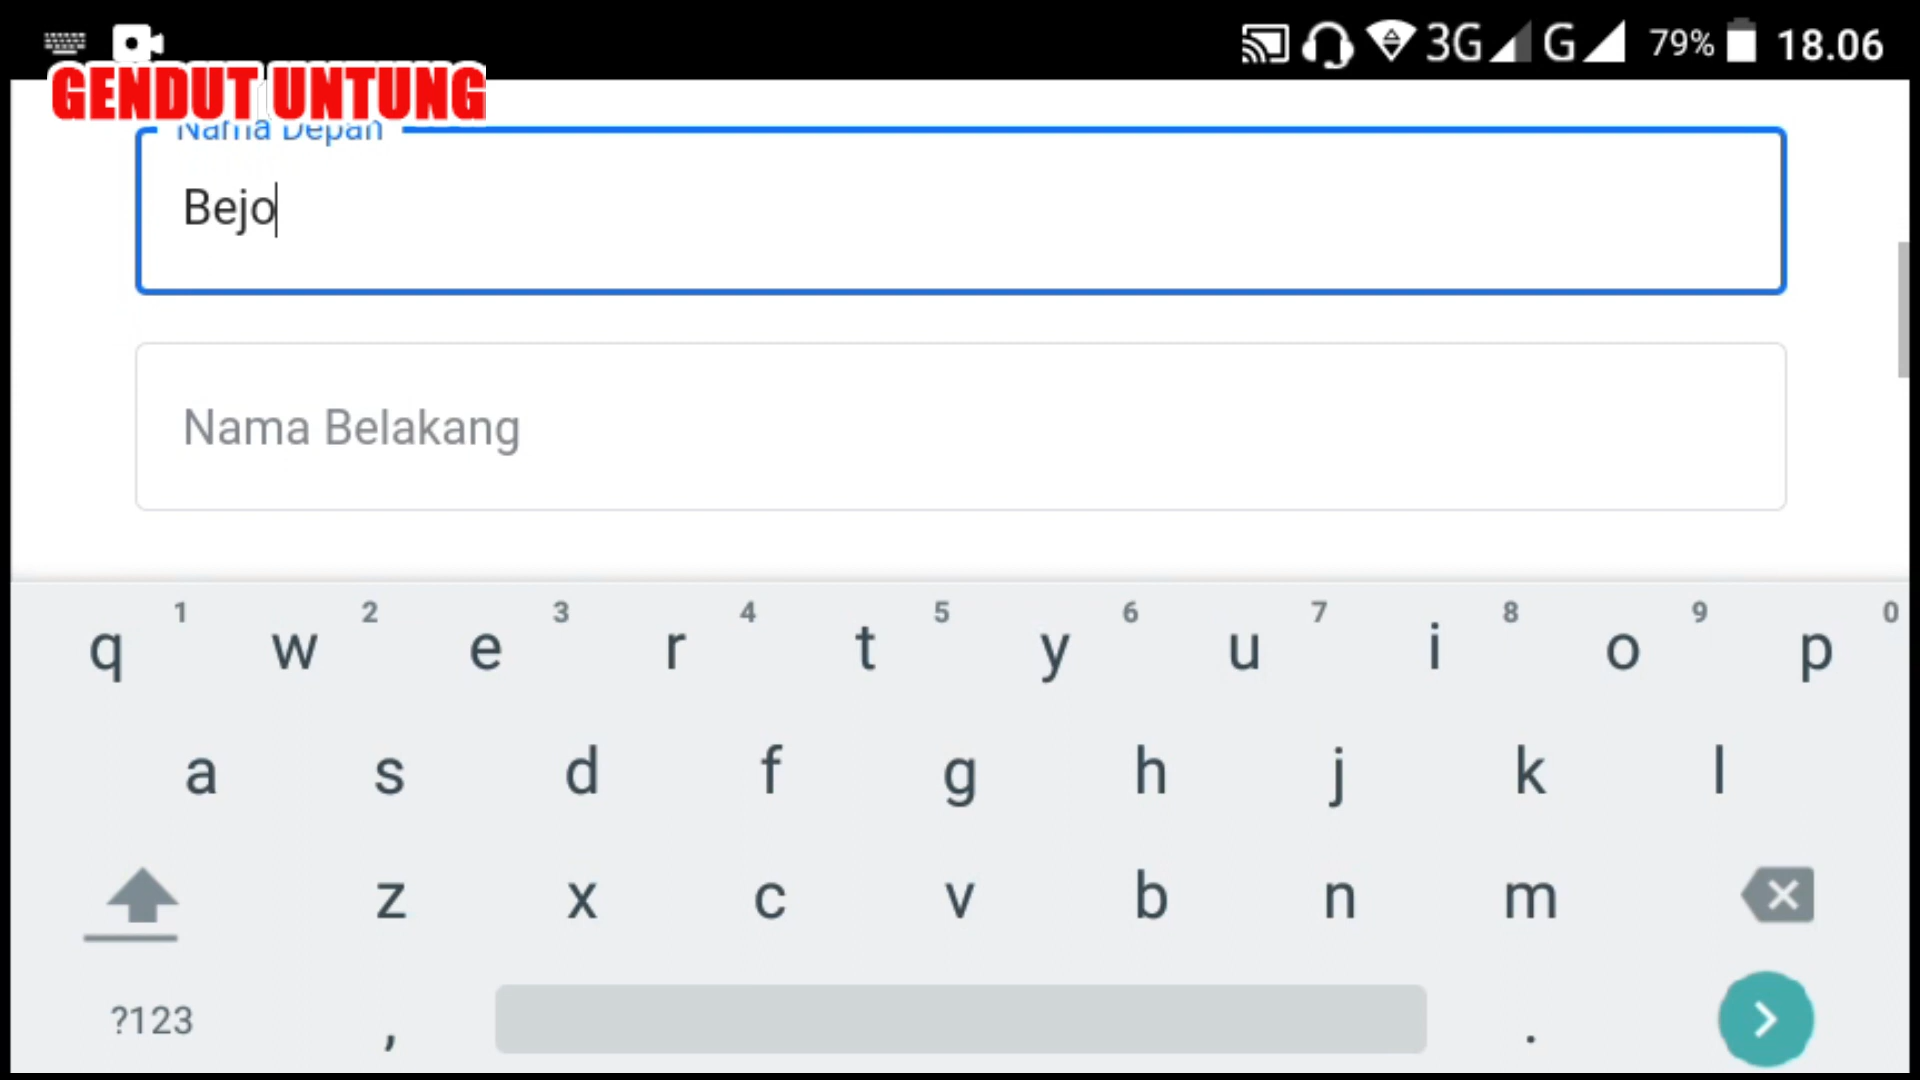 3G G 79% 18.06
GENDUT UNTUNG
Nama Depan
Bejo
Nama Belakang
1 2 3 4 5 6 7 8 9 0
q w e r t y u i o p
a s d f g h j k l
z x c v b n m
?123 , .